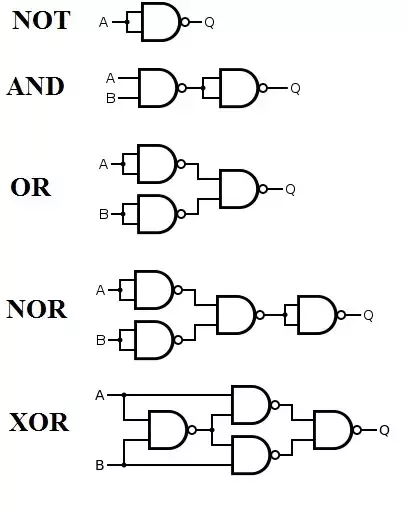 NOT A Q
AND A B Q
OR A B Q
NOR A B Q
XOR A B Q